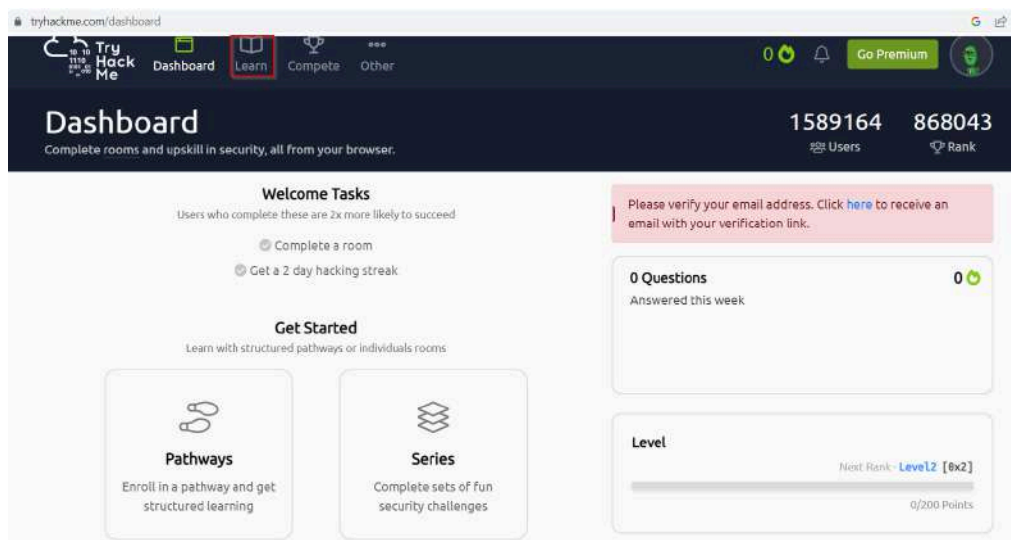 tryhackme.com/dashboard
Try
Hack
Me
Dashboard
Learn
Compete
Other
0
Go Premium
Dashboard
Complete rooms and upskill in security, all from your browser.
1589164
Users
868043
Rank
Welcome Tasks
Users who complete these are 2x more likely to succeed
Complete a room
Get a 2 day hacking streak
Get Started
Learn with structured pathways or individuals rooms
Pathways
Enroll in a pathway and get
structured learning
Series
Complete sets of fun
security challenges
Please verify your email address. Click here to receive an
email with your verification link.
0 Questions
0
Answered this week
Level
Next Rank - Level2 [0x2]
0/200 Points